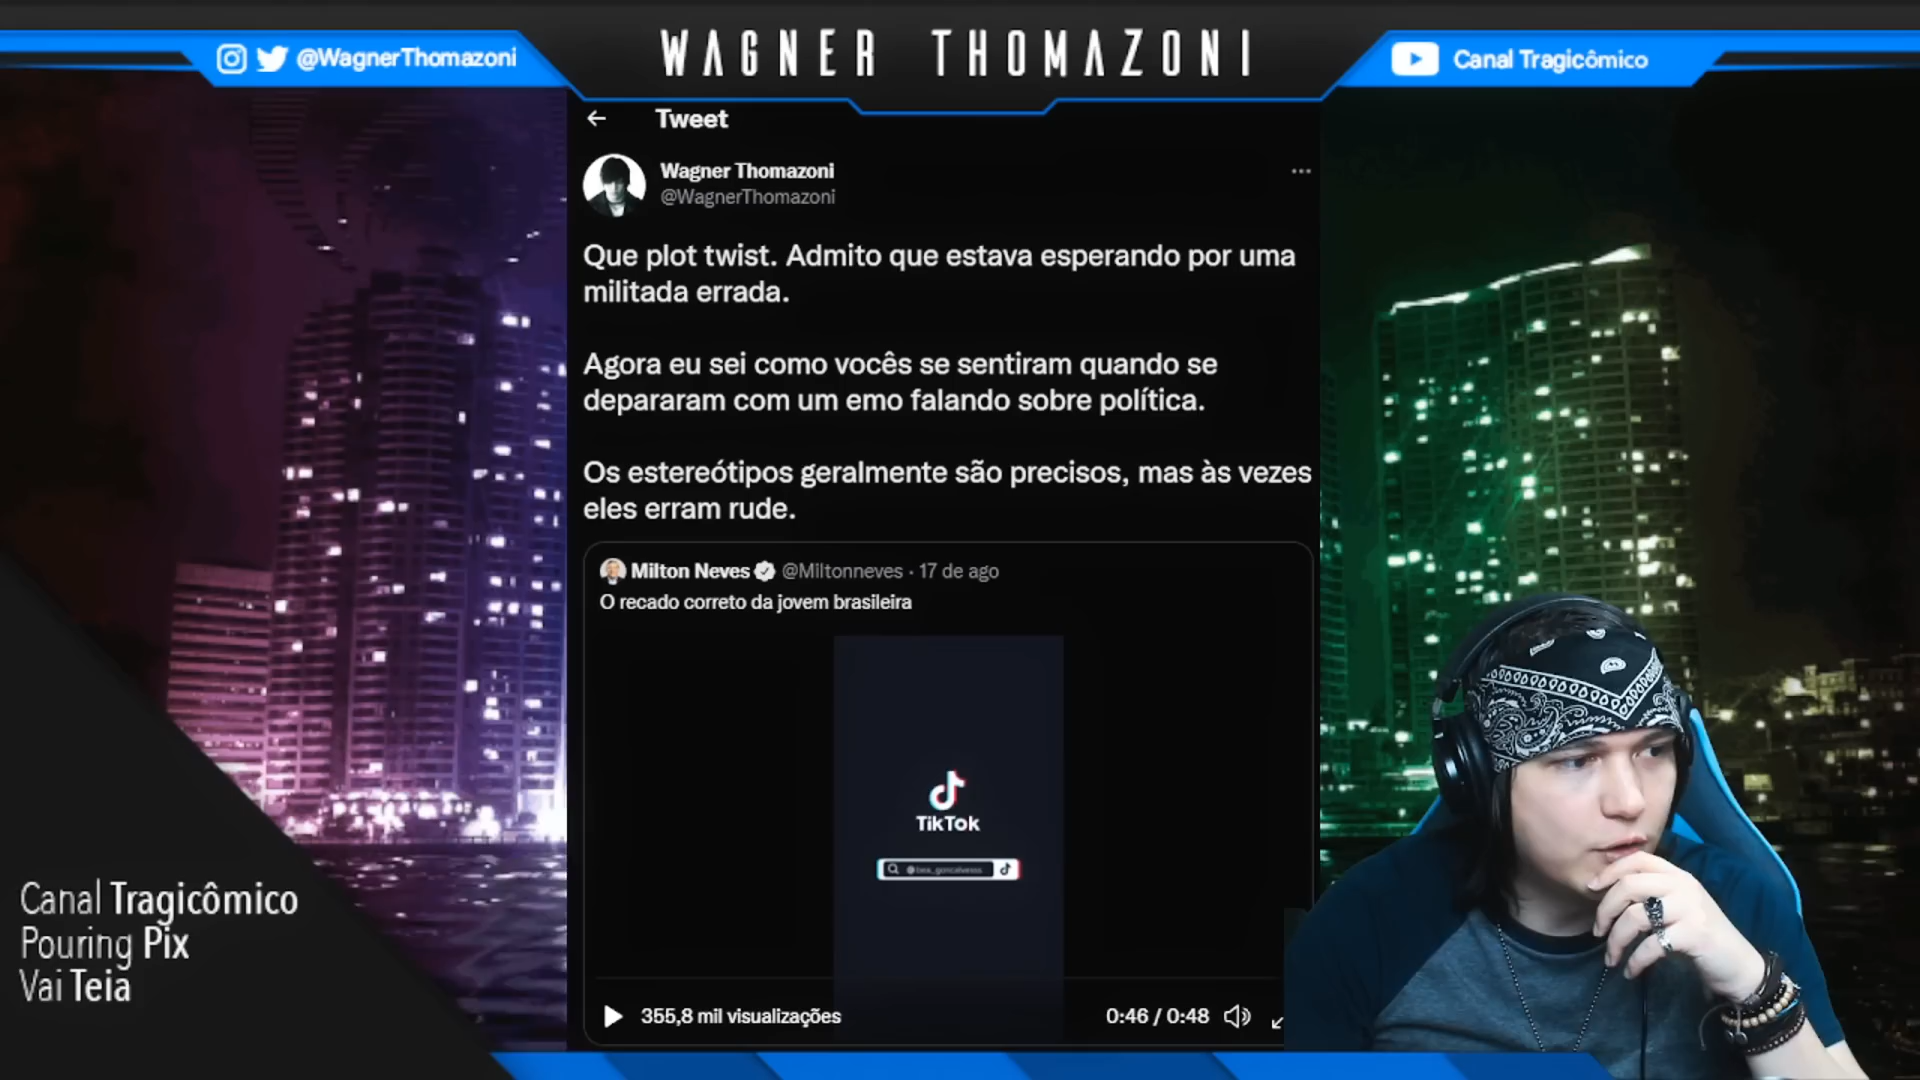 @WagnerThomazoni
WAGNER THOMAZONI
Canal Tragicômico
Tweet
Wagner Thomazoni
@WagnerThomazoni
Que plot twist. Admito que estava esperando por uma
militada errada.
Agora eu sei como vocês se sentiram quando se
depararam com um emo falando sobre política.
Os estereótipos geralmente são precisos, mas às vezes
eles erram rude.
Milton Neves @Miltonneves · 17 de ago
O recado correto da jovem brasileira
TikTok
355,8 mil visualizações
0:46 / 0:48
Canal Tragicômico
Pouring Pix
Vai Teia